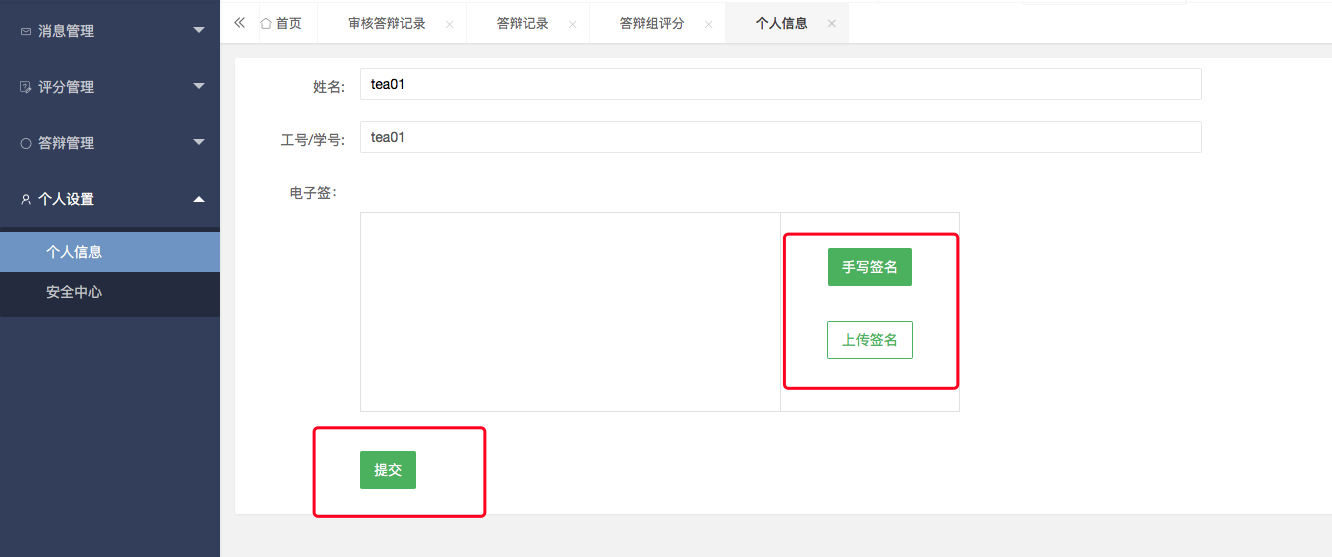 消息管理
评分管理
答辩管理
个人设置
个人信息
安全中心
首页
审核答辩记录
答辩记录
答辩组评分
个人信息
姓名:
tea01
工号/学号:
tea01
电子签:
手写签名
上传签名
提交